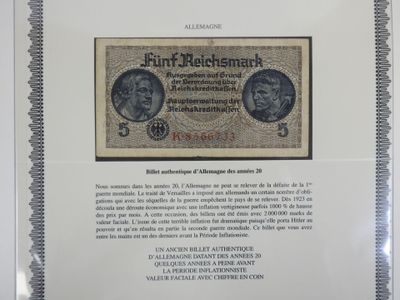 ALLEMAGNE
Fünf Reichsmark
Ausgegeben auf Grund
der Verordnung über
Reichskreditkassen
Hauptverwaltung der
Reichskreditkassen
5 K·8566733 5
Billet authentique d'Allemagne des années 20
Nous sommes dans les années 20, l'Allemagne ne peut se relever de la défaite de la 1re
guerre mondiale. La traité de Versailles a imposé aux allemands un certain nombre d'obli-
gations qui avec les séquelles de la guerre empêchent le pays de se relever. Dès 1923 en
découla une déroute économique avec une inflation vertigineuse parfois 1000 % de hausse
des prix par mois. A cette occasion, des billets ont été émis avec 2 000 000 marks de
valeur faciale. L'issue de cette terrible inflation fut dramatique puisqu'elle porta Hitler au
pouvoir et qu'on résulta en partie la seconde guerre mondiale. Ce billet que vous avez
entre les mains est un des derniers avant la Période Inflationiste.
UN ANCIEN BILLET AUTHENTIQUE
D'ALLEMAGNE DATANT DES ANNEES 20
QUELQUES ANNEES A PEINE AVANT
LA PERIODE INFLATIONNISTE
VALEUR FACIALE AVEC CHIFFRE EN COIN